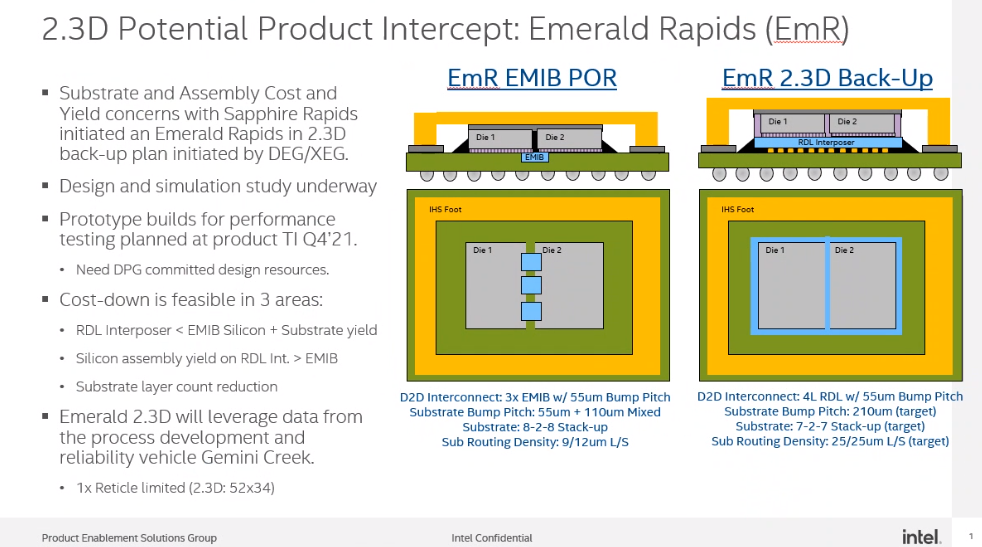 2.3D Potential Product Intercept: Emerald Rapids (EmR)
Substrate and Assembly Cost and
Yield concerns with Sapphire Rapids
initiated an Emerald Rapids in 2.3D
back-up plan initiated by DEG/XEG.
Design and simulation study underway
Prototype builds for performance
testing planned at product TI Q4'21.
Need DPG committed design resources.
Cost-down is feasible in 3 areas:
RDL Interposer < EMIB Silicon + Substrate yield
Silicon assembly yield on RDL Int. > EMIB
Substrate layer count reduction
Emerald 2.3D will leverage data from
the process development and
reliability vehicle Gemini Creek.
1x Reticle limited (2.3D: 52x34)
EmR EMIB POR
Die 1
Die 2
EMIB
IHS Foot
Die 1
Die 2
D2D Interconnect: 3x EMIB w/ 55um Bump Pitch
Substrate Bump Pitch: 55um + 110um Mixed
Substrate: 8-2-8 Stack-up
Sub Routing Density: 9/12um L/S
EmR 2.3D Back-Up
Die 1
Die 2
RDL Interposer
IHS Foot
Die 1
Die 2
D2D Interconnect: 4L RDL w/ 55um Bump Pitch
Substrate Bump Pitch: 210um (target)
Substrate: 7-2-7 Stack-up (target)
Sub Routing Density: 25/25um L/S (target)
Product Enablement Solutions Group
Intel Confidential
intel.
1